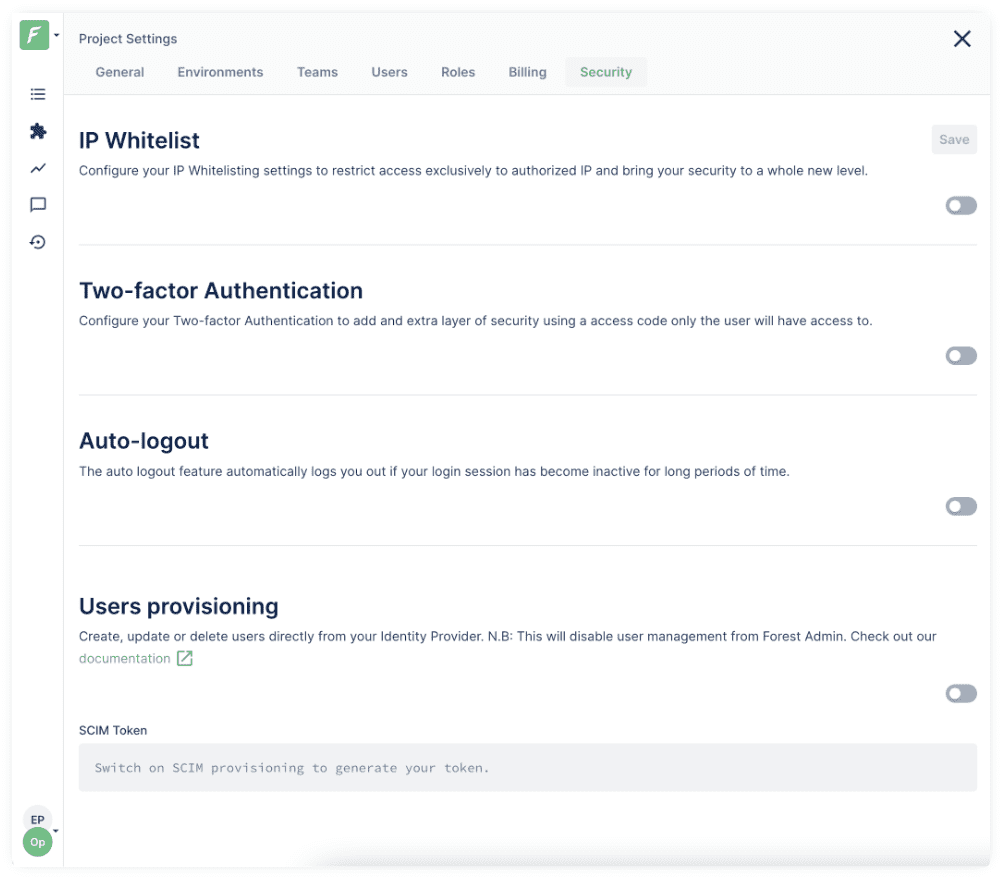 F
Project Settings
General Environments Teams Users Roles Billing Security
IP Whitelist
Save
Configure your IP Whitelisting settings to restrict access exclusively to authorized IP and bring your security to a whole new level.
Two-factor Authentication
Configure your Two-factor Authentication to add and extra layer of security using a access code only the user will have access to.
Auto-logout
The auto logout feature automatically logs you out if your login session has become inactive for long periods of time.
Users provisioning
Create, update or delete users directly from your Identity Provider. N.B: This will disable user management from Forest Admin. Check out our
documentation
SCIM Token
Switch on SCIM provisioning to generate your token.
EP
Op